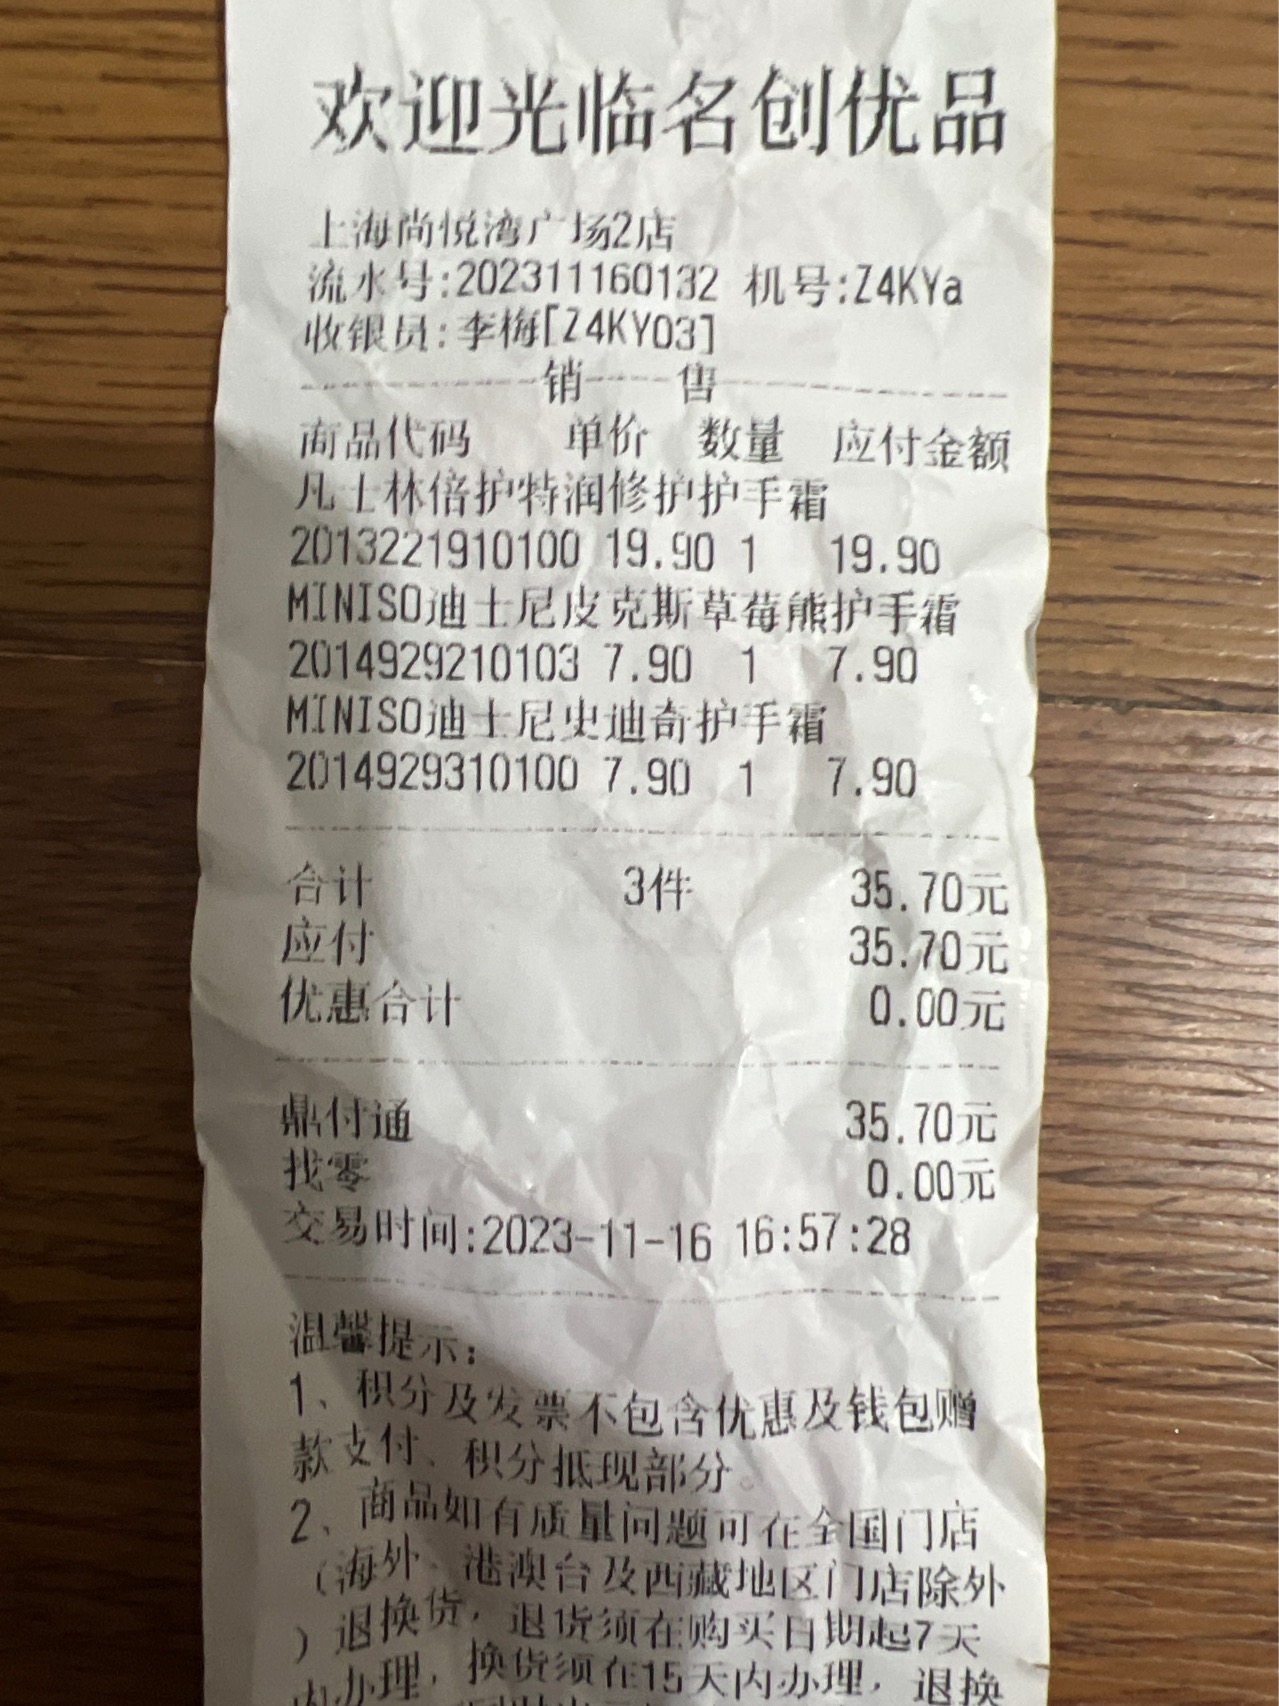 欢迎光临名创优品
上海尚悦湾广场2店
流水号:202311160132 机号:Z4KYa
收银员:李梅[Z4KY03]
销 售
商品代码 单价 数量 应付金额
凡士林倍护特润修护护手霜
2013221910100 19.90 1 19.90
MINISO迪士尼皮克斯草莓熊护手霜
2014929210103 7.90 1 7.90
MINISO迪士尼史迪奇护手霜
2014929310100 7.90 1 7.90
合计 3件 35.70元
应付 35.70元
优惠合计 0.00元
鼎付通 35.70元
找零 0.00元
交易时间:2023-11-16 16:57:28
温馨提示:
1、积分及发票不包含优惠及钱包赠
款支付、积分抵现部分。
2、商品如有质量问题可在全国门店
(海外、港澳台及西藏地区门店除外
)退换货，退货须在购买日期起7天
内办理，换货须在15天内办理，退换